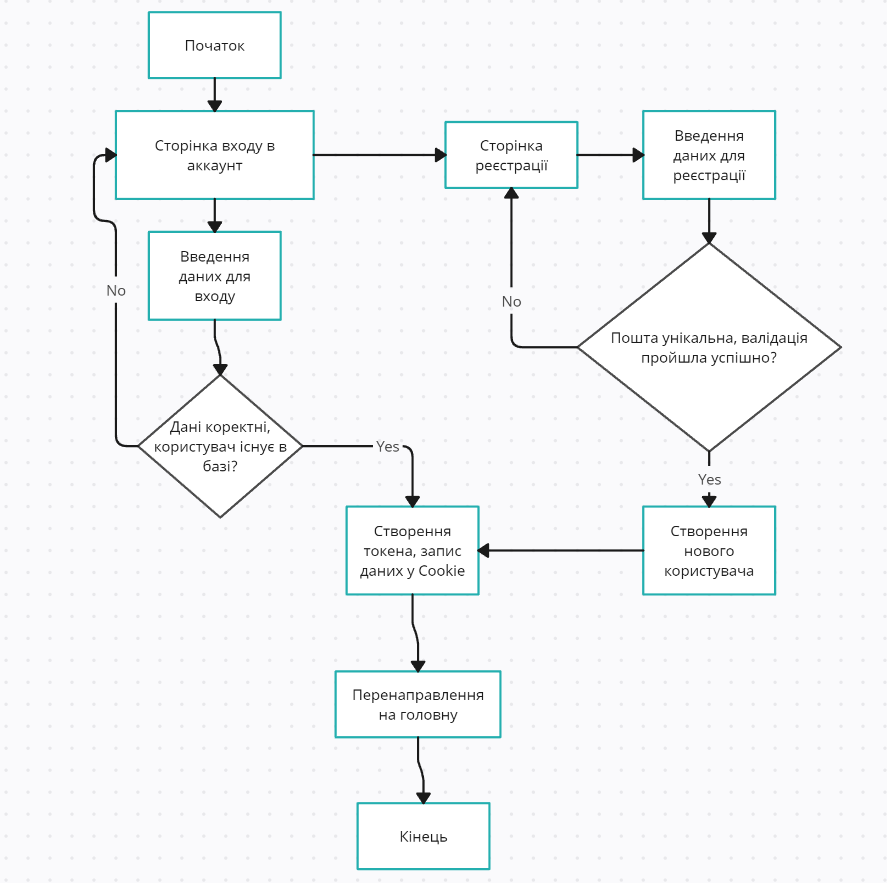 Початок
Сторінка входу в
аккаунт
Сторінка
реєстрації
Введення
даних для
реєстрації
Введення
даних для
входу
No
No
Пошта унікальна, валідація
пройшла успішно?
Дані коректні,
користувач існує в
базі?
Yes
Yes
Створення
токена, запис
даних у Cookie
Створення
нового
користувача
Перенаправлення
на головну
Кінець